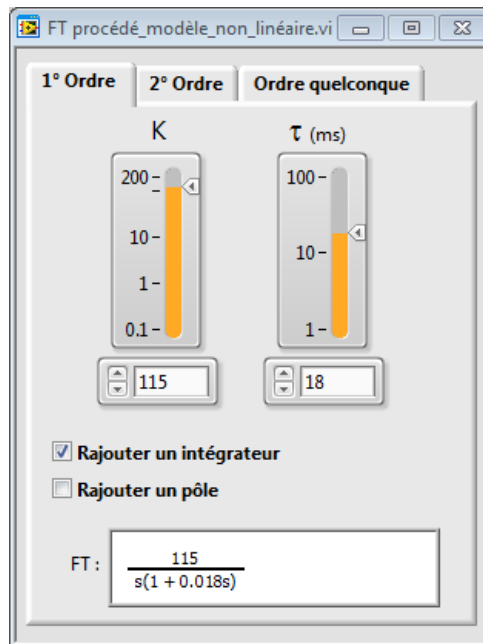 FT procédé_modèle_non_linéaire.vi
1° Ordre 2° Ordre Ordre quelconque
K τ (ms)
200 100
10 10
1
0.1 1
115 18
Rajouter un intégrateur
Rajouter un pôle
FT :
115
s(1 + 0.018s)